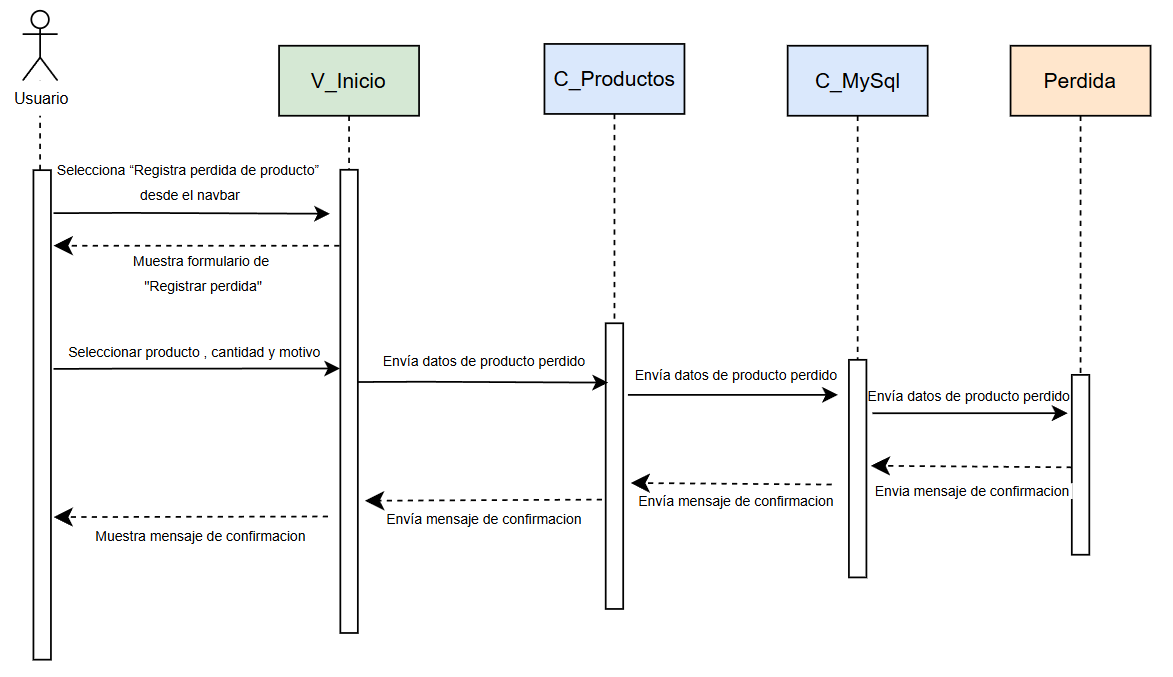 Usuario
V_Inicio
C_Productos
C_MySql
Perdida
Selecciona “Registra perdida de producto”
desde el navbar
Muestra formulario de
"Registrar perdida"
Seleccionar producto , cantidad y motivo
Envía datos de producto perdido
Envía datos de producto perdido
Envía datos de producto perdido
Envia mensaje de confirmacion
Envía mensaje de confirmacion
Envía mensaje de confirmacion
Muestra mensaje de confirmacion